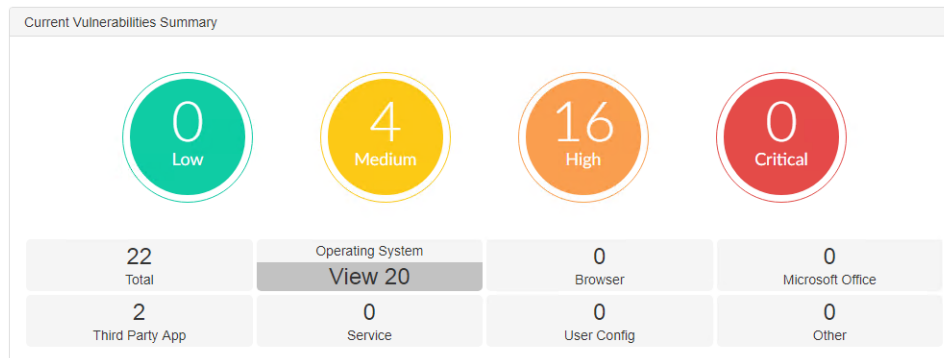 Current Vulnerabilities Summary
0
Low
4
Medium
16
High
0
Critical
22
Total
Operating System
View 20
0
Browser
0
Microsoft Office
2
Third Party App
0
Service
0
User Config
0
Other